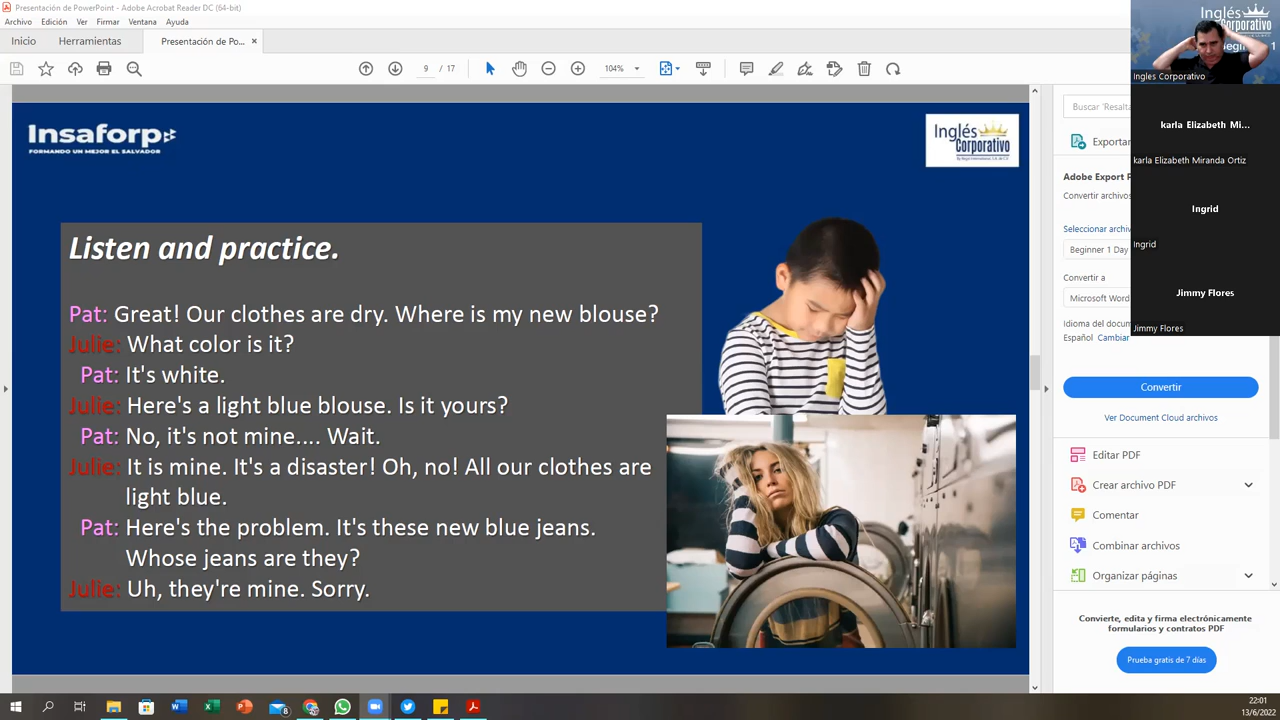 Presentación de PowerPoint - Adobe Acrobat Reader DC (64-bit)
Archivo Edición Ver Firmar Ventana Ayuda
Inicio Herramientas Presentación de Po... ×
9 / 17 104%
Insaforp
FORMANDO UN MEJOR EL SALVADOR
Inglés
Corporativo
Listen and practice.
Pat: Great! Our clothes are dry. Where is my new blouse?
Julie: What color is it?
Pat: It's white.
Julie: Here's a light blue blouse. Is it yours?
Pat: No, it's not mine.... Wait.
Julie: It is mine. It's a disaster! Oh, no! All our clothes are
light blue.
Pat: Here's the problem. It's these new blue jeans.
Whose jeans are they?
Julie: Uh, they're mine. Sorry.
Inglés
Corporativo
Ingles Corporativo
karla Elizabeth Mi...
karla Elizabeth Miranda Ortiz
Ingrid
Ingrid
Jimmy Flores
Jimmy Flores
Buscar 'Resalta
Exportar
Adobe Export P
Convertir archivos
Seleccionar archiv
Beginner 1 Day
Convertir a
Microsoft Word
Idioma del docum
Español Cambiar
Convertir
Ver Document Cloud archivos
Editar PDF
Crear archivo PDF
Comentar
Combinar archivos
Organizar páginas
Convierte, edita y firma electrónicamente
formularios y contratos PDF
Prueba gratis de 7 días
22:01
13/6/2022